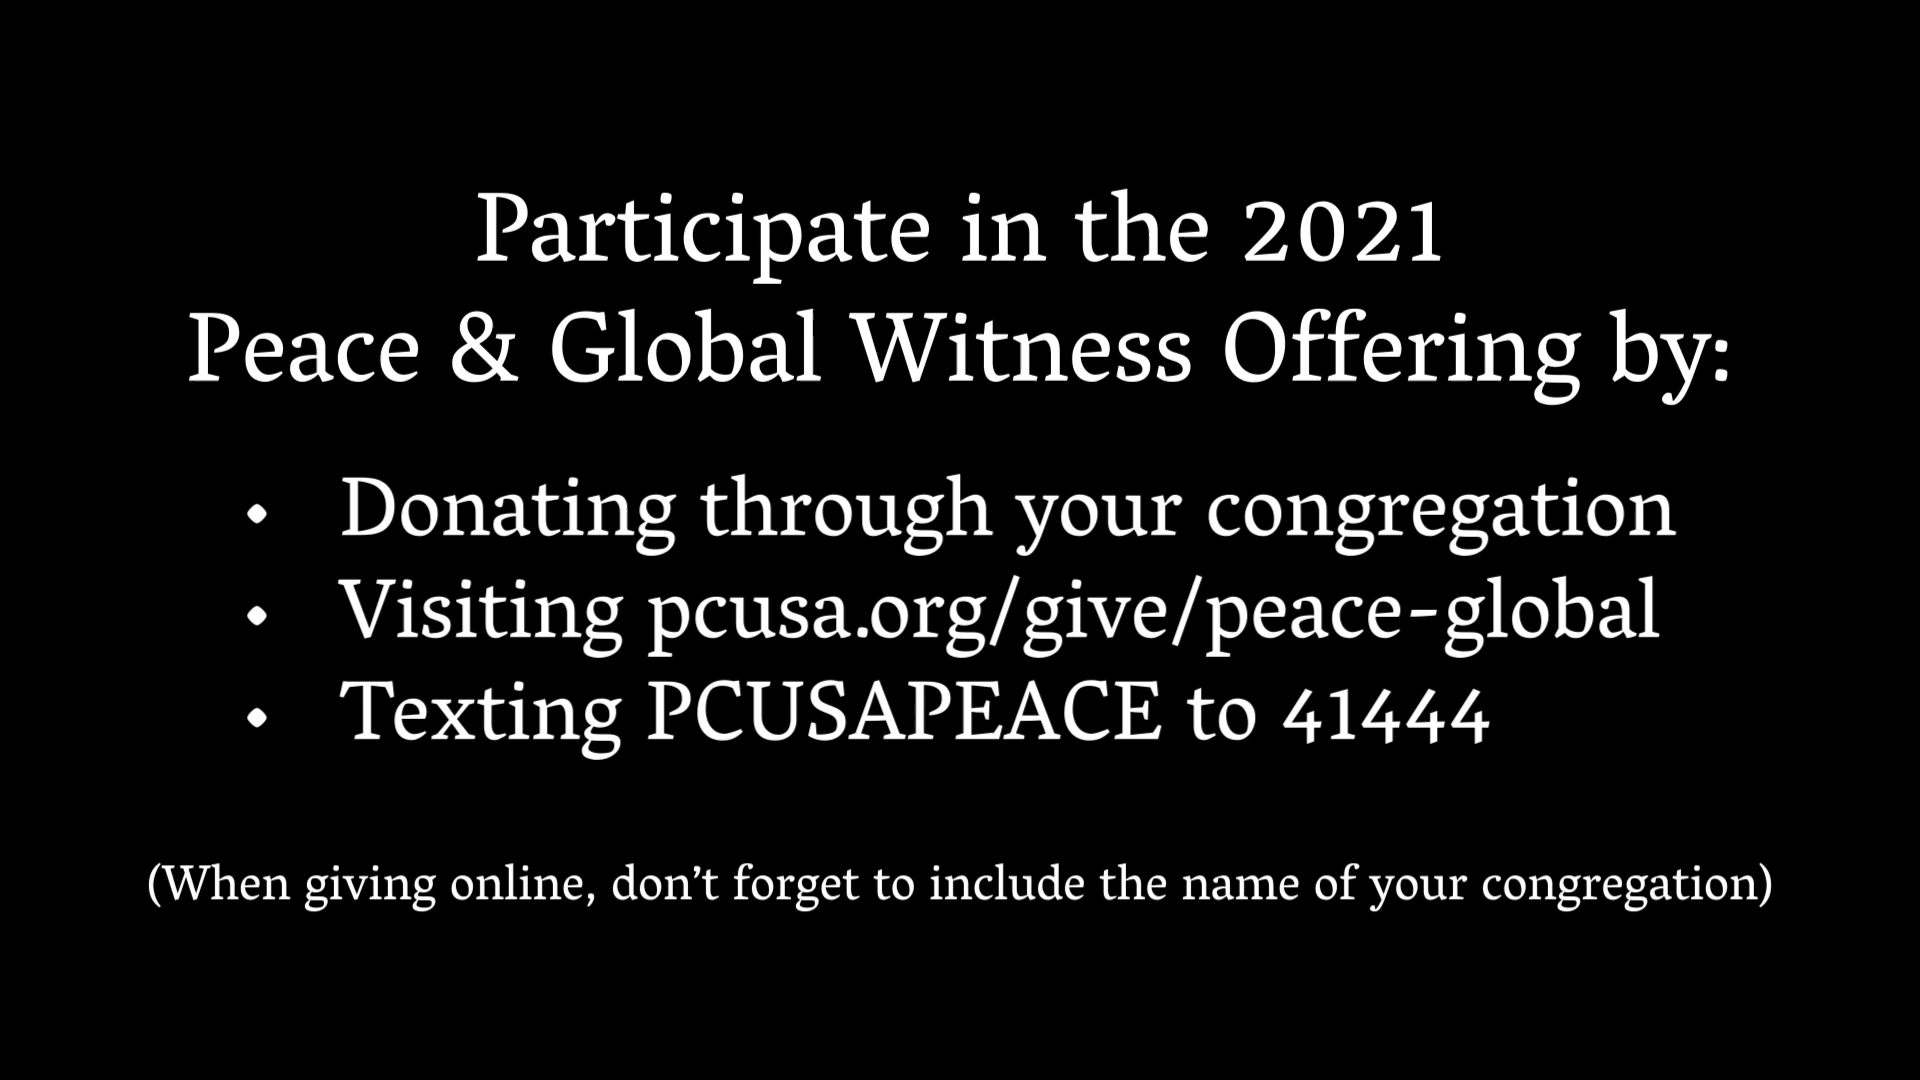 Participate in the 2021
Peace & Global Witness Offering by:
• Donating through your congregation
• Visiting pcusa.org/give/peace-global
• Texting PCUSAPEACE to 41444
(When giving online, don’t forget to include the name of your congregation)